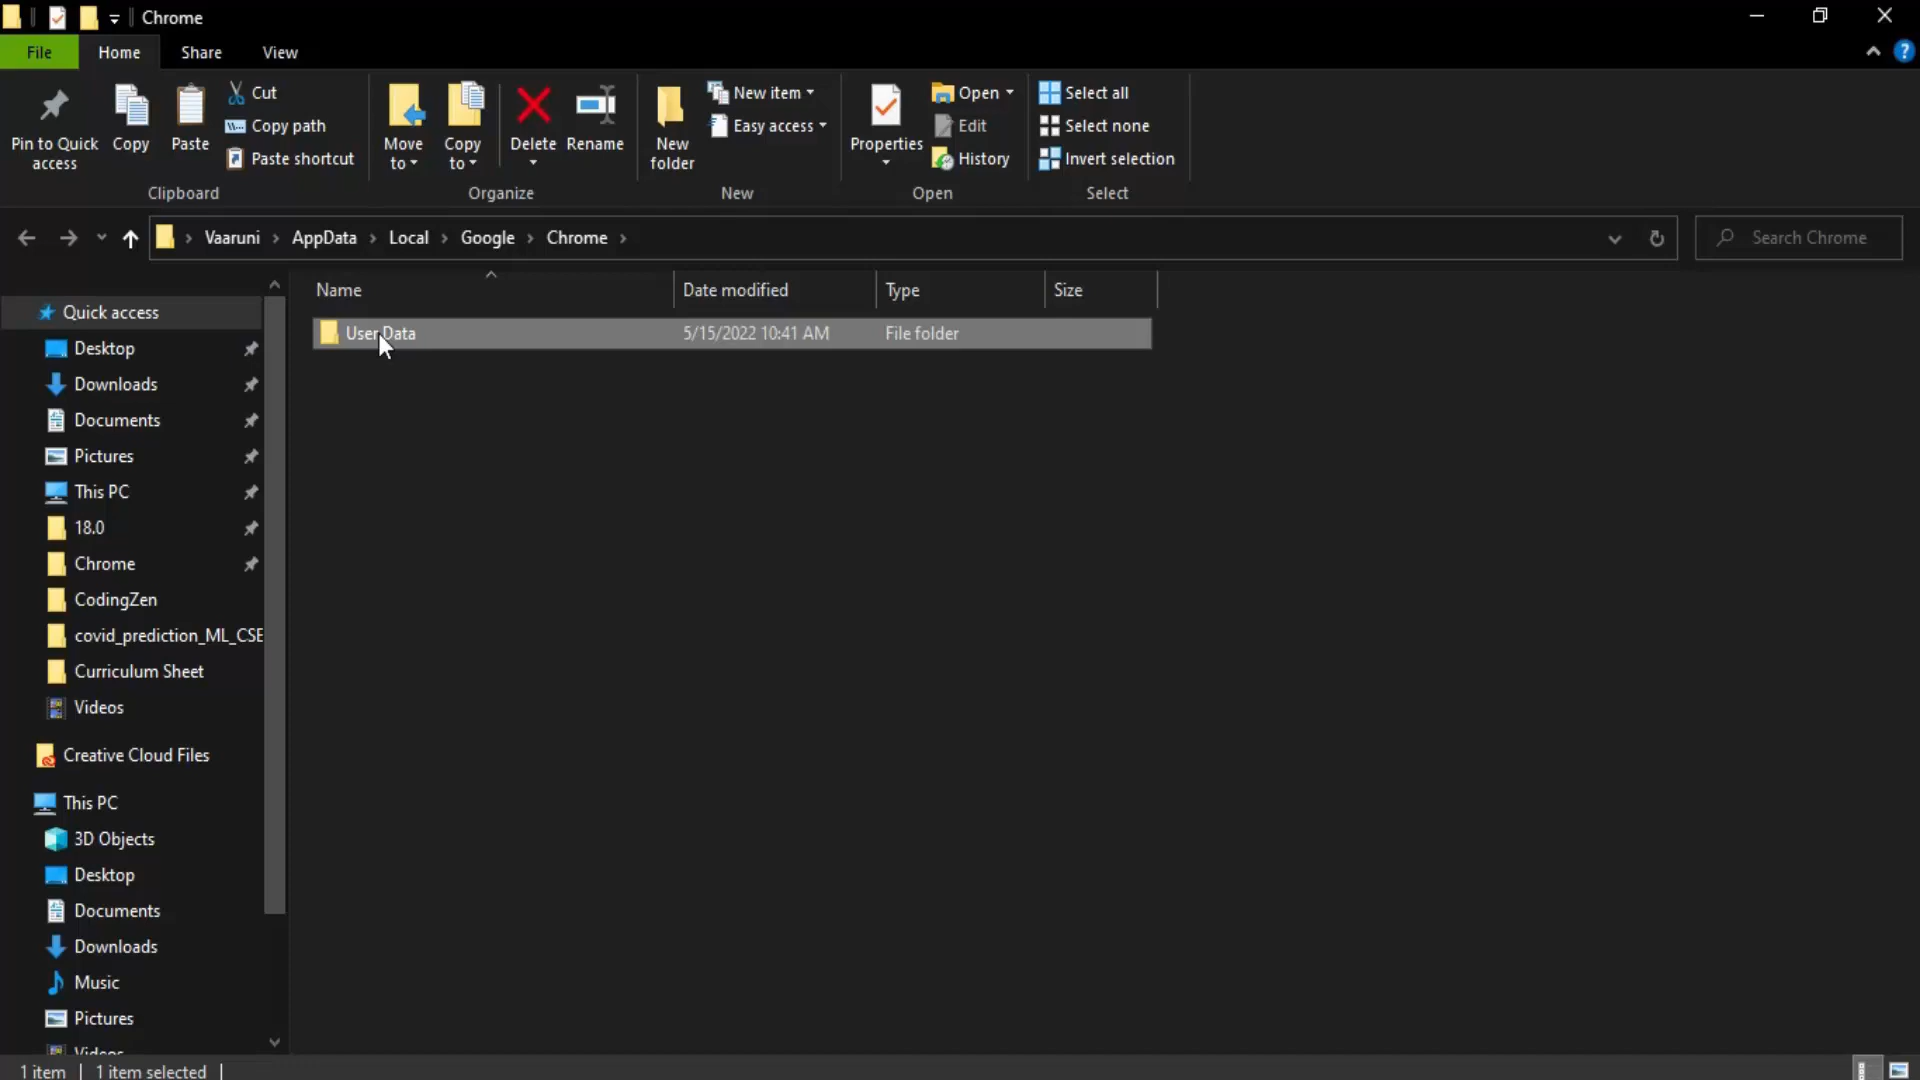 Chrome
File Home Share View
Pin to Quick access
Copy
Paste
Cut
Copy path
Paste shortcut
Clipboard
Move to
Copy to
Delete
Rename
Organize
New folder
New item
Easy access
New
Properties
Open
Edit
History
Open
Select all
Select none
Invert selection
Select
Vaaruni > AppData > Local > Google > Chrome >
Search Chrome
Name Date modified Type Size
User Data 5/15/2022 10:41 AM File folder
Quick access
Desktop
Downloads
Documents
Pictures
This PC
18.0
Chrome
CodingZen
covid_prediction_ML_CSE
Curriculum Sheet
Videos
Creative Cloud Files
This PC
3D Objects
Desktop
Documents
Downloads
Music
Pictures
Videos
1 item 1 item selected